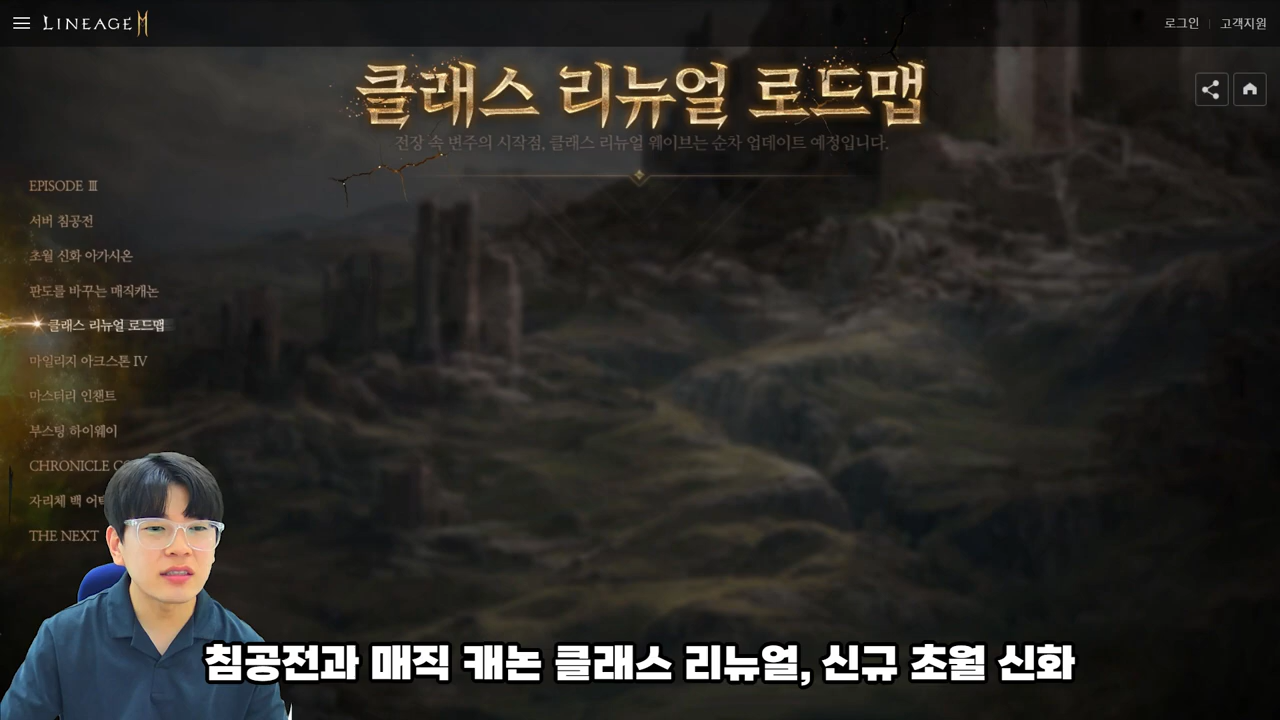 LINEAGE M
로그인
고객지원
클래스 리뉴얼 로드맵
전장 속 변주의 시작점, 클래스 리뉴얼 웨이브는 순차 업데이트 예정입니다.
EPISODE Ⅲ
서버 침공전
초월 신화 아가시온
판도를 바꾸는 매직캐논
클래스 리뉴얼 로드맵
마일리지 아크스톤 IV
마스터리 인챈트
부스팅 하이웨이
CHRONICLE
자리체 백
THE NEXT
침공전과 매직 캐논 클래스 리뉴얼, 신규 초월 신화